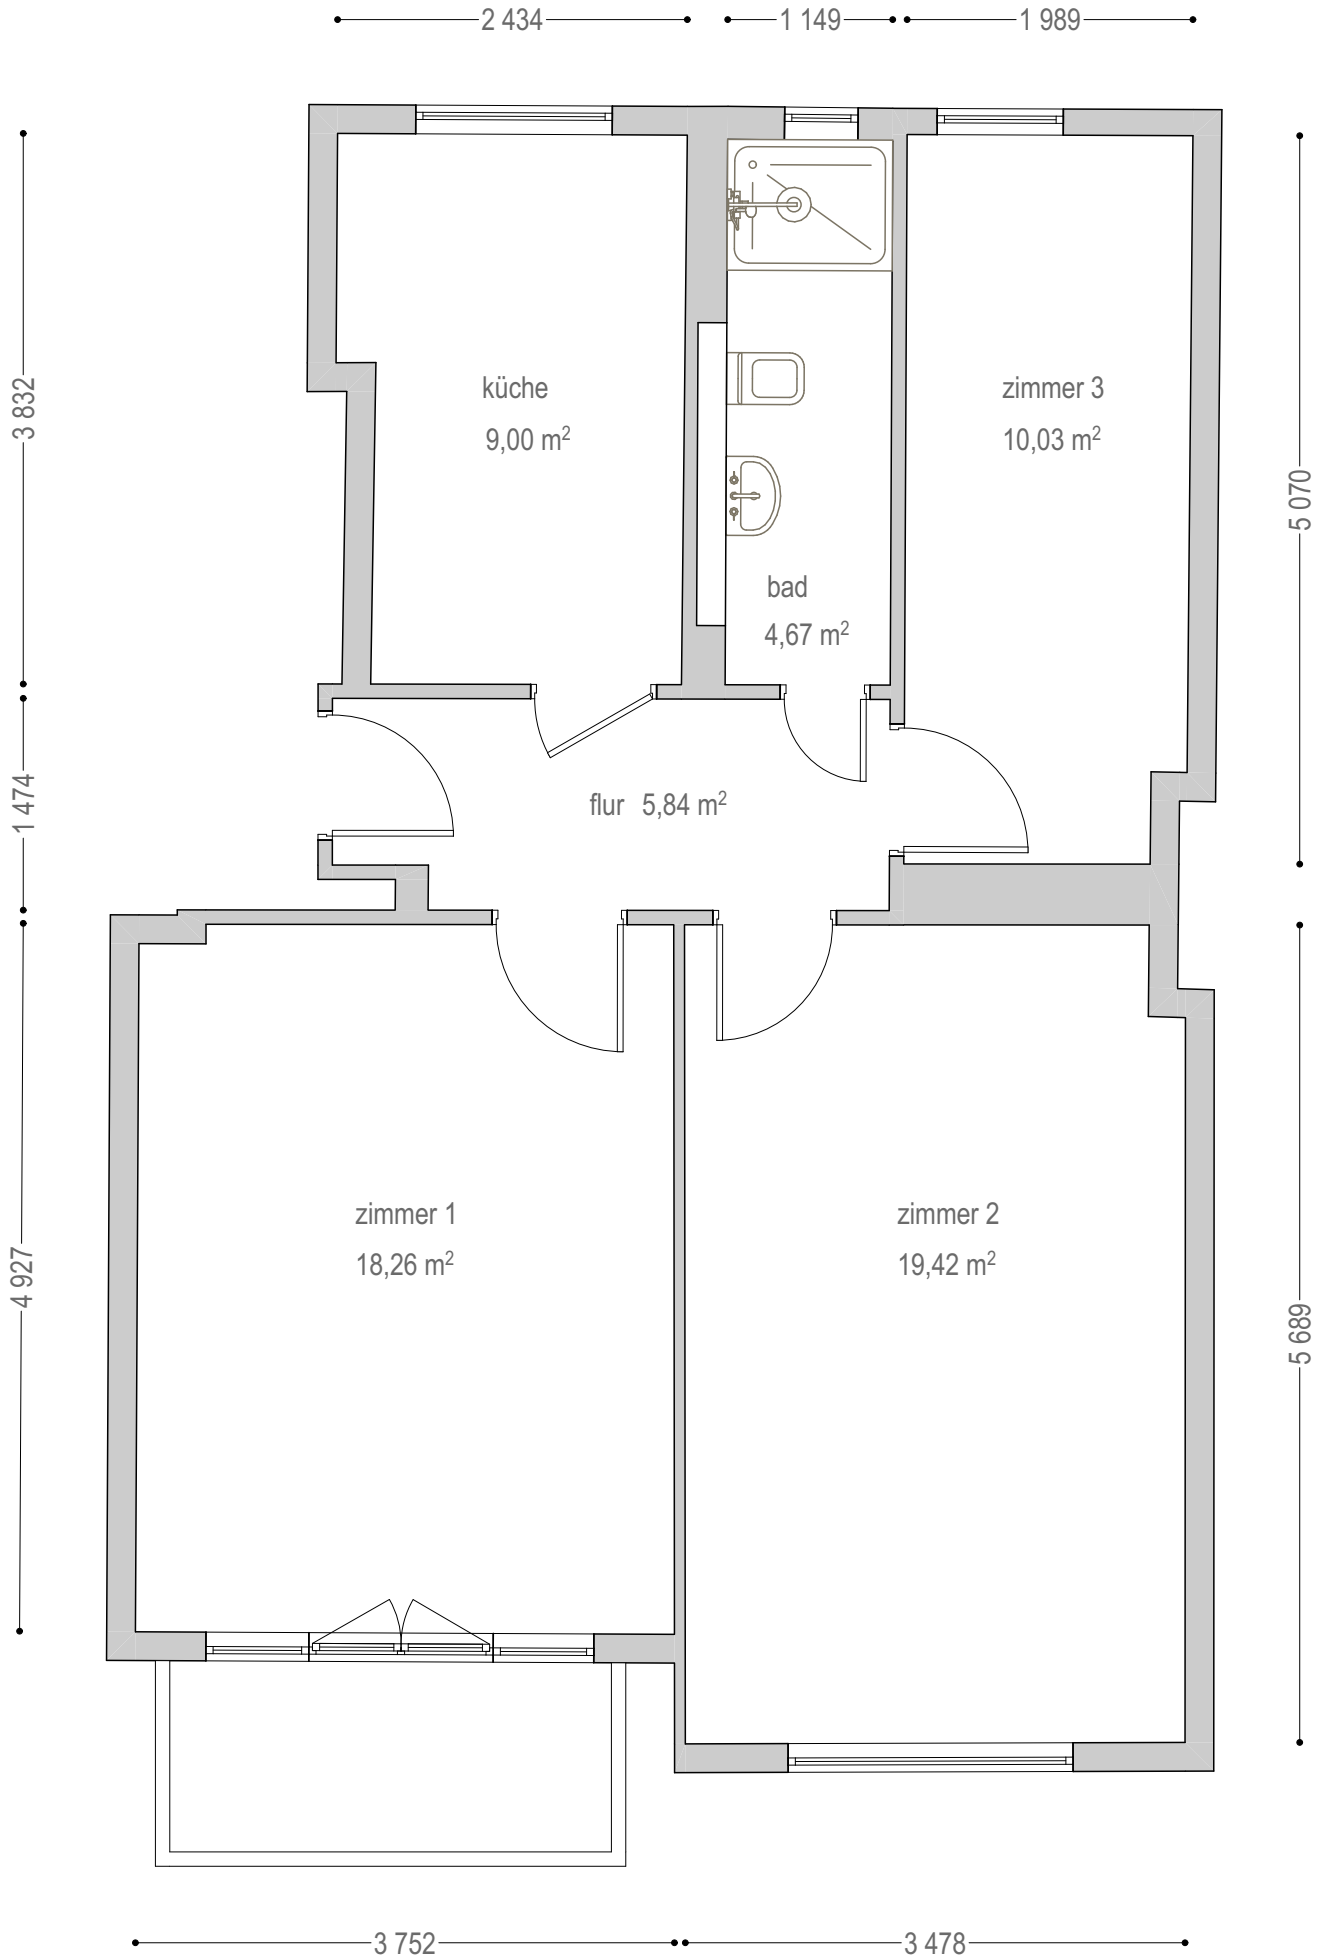 2 434
1 149
1 989
3 832
küche
9,00 m²
zimmer 3
10,03 m²
5 070
bad
4,67 m²
1 474
flur 5,84 m²
zimmer 1
18,26 m²
zimmer 2
19,42 m²
4 927
5 689
3 752
3 478